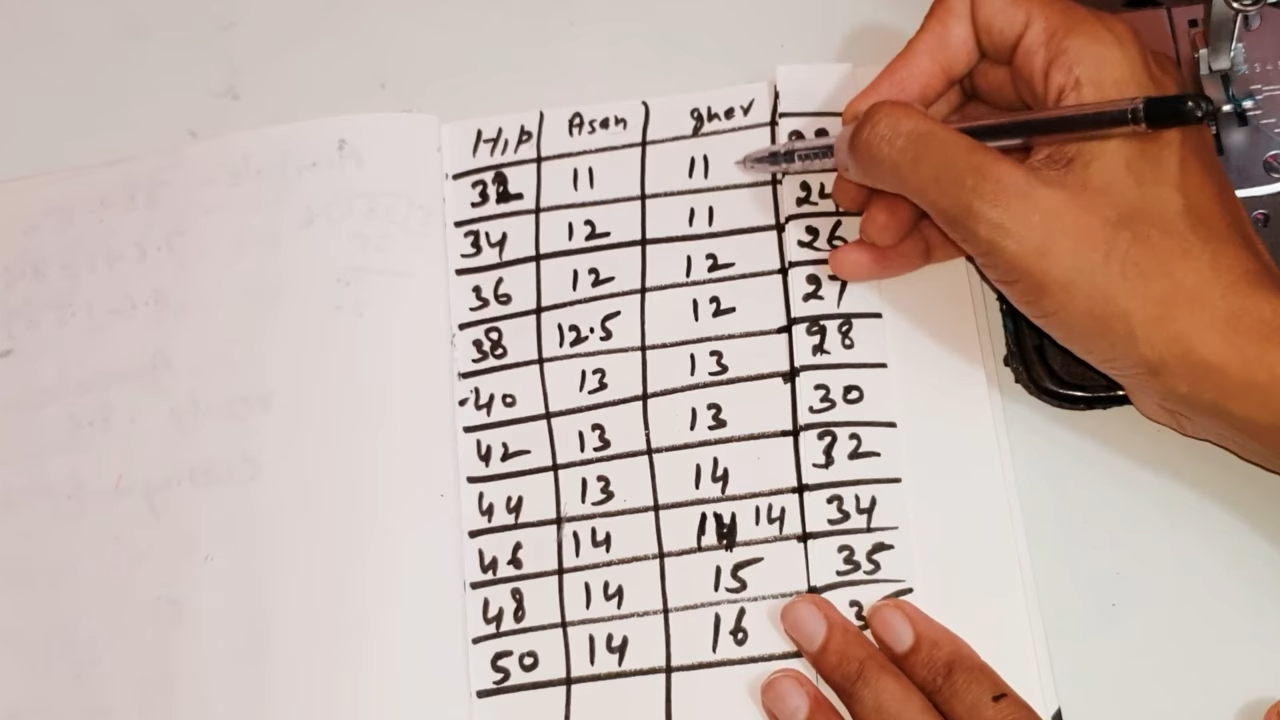 Hip Asan gher
32 11 11
34 12 11 24
36 12 12 26
38 12.5 12 27
40 13 13 28
42 13 13 30
44 13 14 32
46 14 14 14 34
48 14 15 35
50 14 16